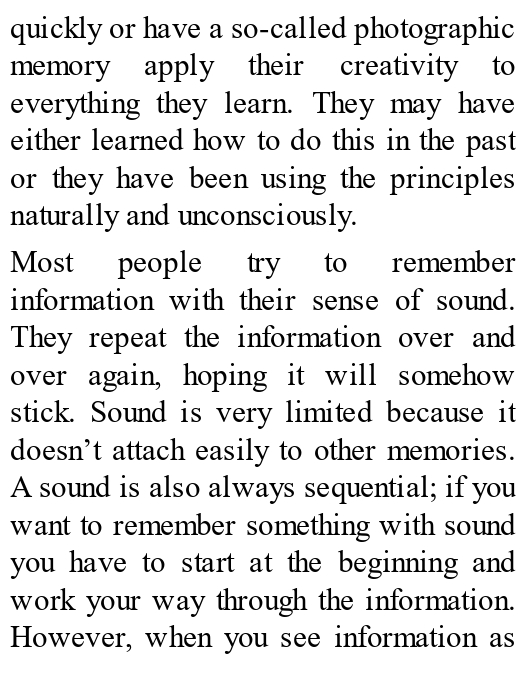 quickly or have a so-called photographic
memory apply their creativity to
everything they learn. They may have
either learned how to do this in the past
or they have been using the principles
naturally and unconsciously.
Most people try to remember
information with their sense of sound.
They repeat the information over and
over again, hoping it will somehow
stick. Sound is very limited because it
doesn’t attach easily to other memories.
A sound is also always sequential; if you
want to remember something with sound
you have to start at the beginning and
work your way through the information.
However, when you see information as